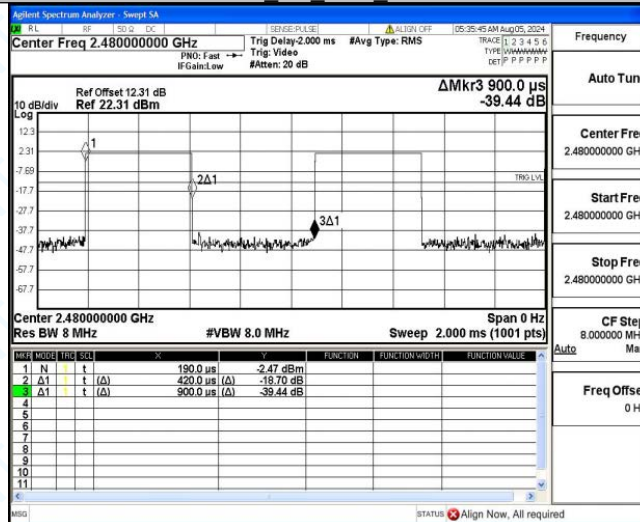 Agilent Spectrum Analyzer - Swept SA
RL RF 50 Ω DC SENSE:PULSE ALIGN OFF 05:35:45 AM Aug 05, 2024
Center Freq 2.480000000 GHz
PNO: Fast
IFGain:Low
Trig Delay-2.000 ms
Trig: Video
#Atten: 20 dB
#Avg Type: RMS
TRACE 1 2 3 4 5 6
TYPE
DET P P P P P P
ΔMkr3 900.0 µs
-39.44 dB
Ref Offset 12.31 dB
10 dB/div Ref 22.31 dBm
Log
12.3
2.31
-7.69
-17.7
-27.7
-37.7
-47.7
-57.7
-67.7
1
2Δ1
3Δ1
TRIG LVL
Center 2.480000000 GHz Span 0 Hz
Res BW 8 MHz #VBW 8.0 MHz Sweep 2.000 ms (1001 pts)
MKR MODE TRC SCL X Y FUNCTION FUNCTION WIDTH FUNCTION VALUE
1 N 1 t 190.0 µs -2.47 dBm
2 Δ1 1 t (Δ) 420.0 µs (Δ) -18.70 dB
3 Δ1 1 t (Δ) 900.0 µs (Δ) -39.44 dB
4
5
6
7
8
9
10
11
MSG STATUS Align Now, All required
Frequency
Auto Tun
Center Fre
2.480000000 GH
Start Fre
2.480000000 GH
Stop Fre
2.480000000 GH
CF Step
8.000000 MH
Auto Ma
Freq Offse
0 H